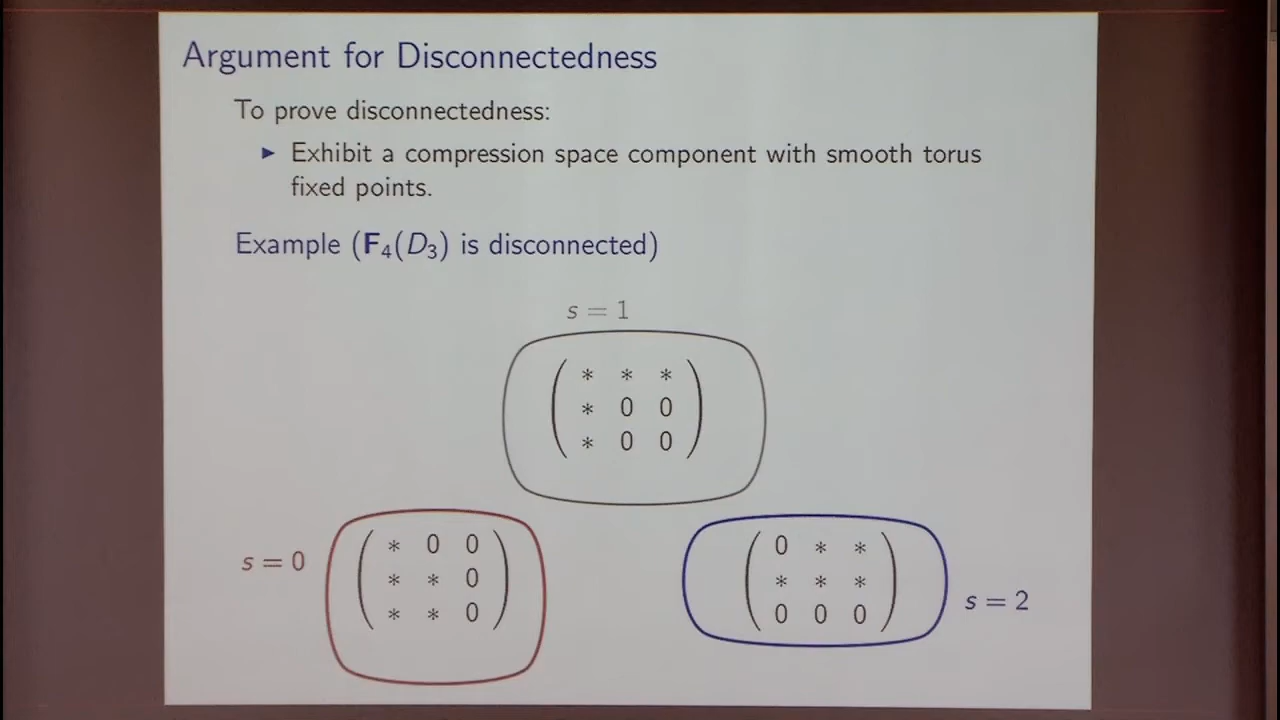 Argument for Disconnectedness
To prove disconnectedness:
► Exhibit a compression space component with smooth torus
fixed points.
Example (F₄(D₃) is disconnected)
s = 1
( * * * )
( * 0 0 )
( * 0 0 )
s = 0
( * 0 0 )
( * * 0 )
( * * 0 )
( 0 * * )
( * * * )
( 0 0 0 )
s = 2